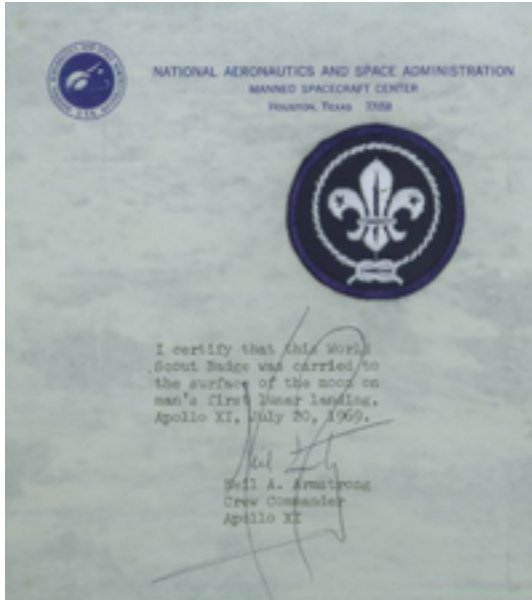 NATIONAL AERONAUTICS AND SPACE ADMINISTRATION
MANNED SPACECRAFT CENTER
HOUSTON, TEXAS 77058
I certify that this World
Scout Badge was carried to
the surface of the moon on
man's first lunar landing,
Apollo XI, July 20, 1969.
Neil A. Armstrong
Crew Commander
Apollo XI